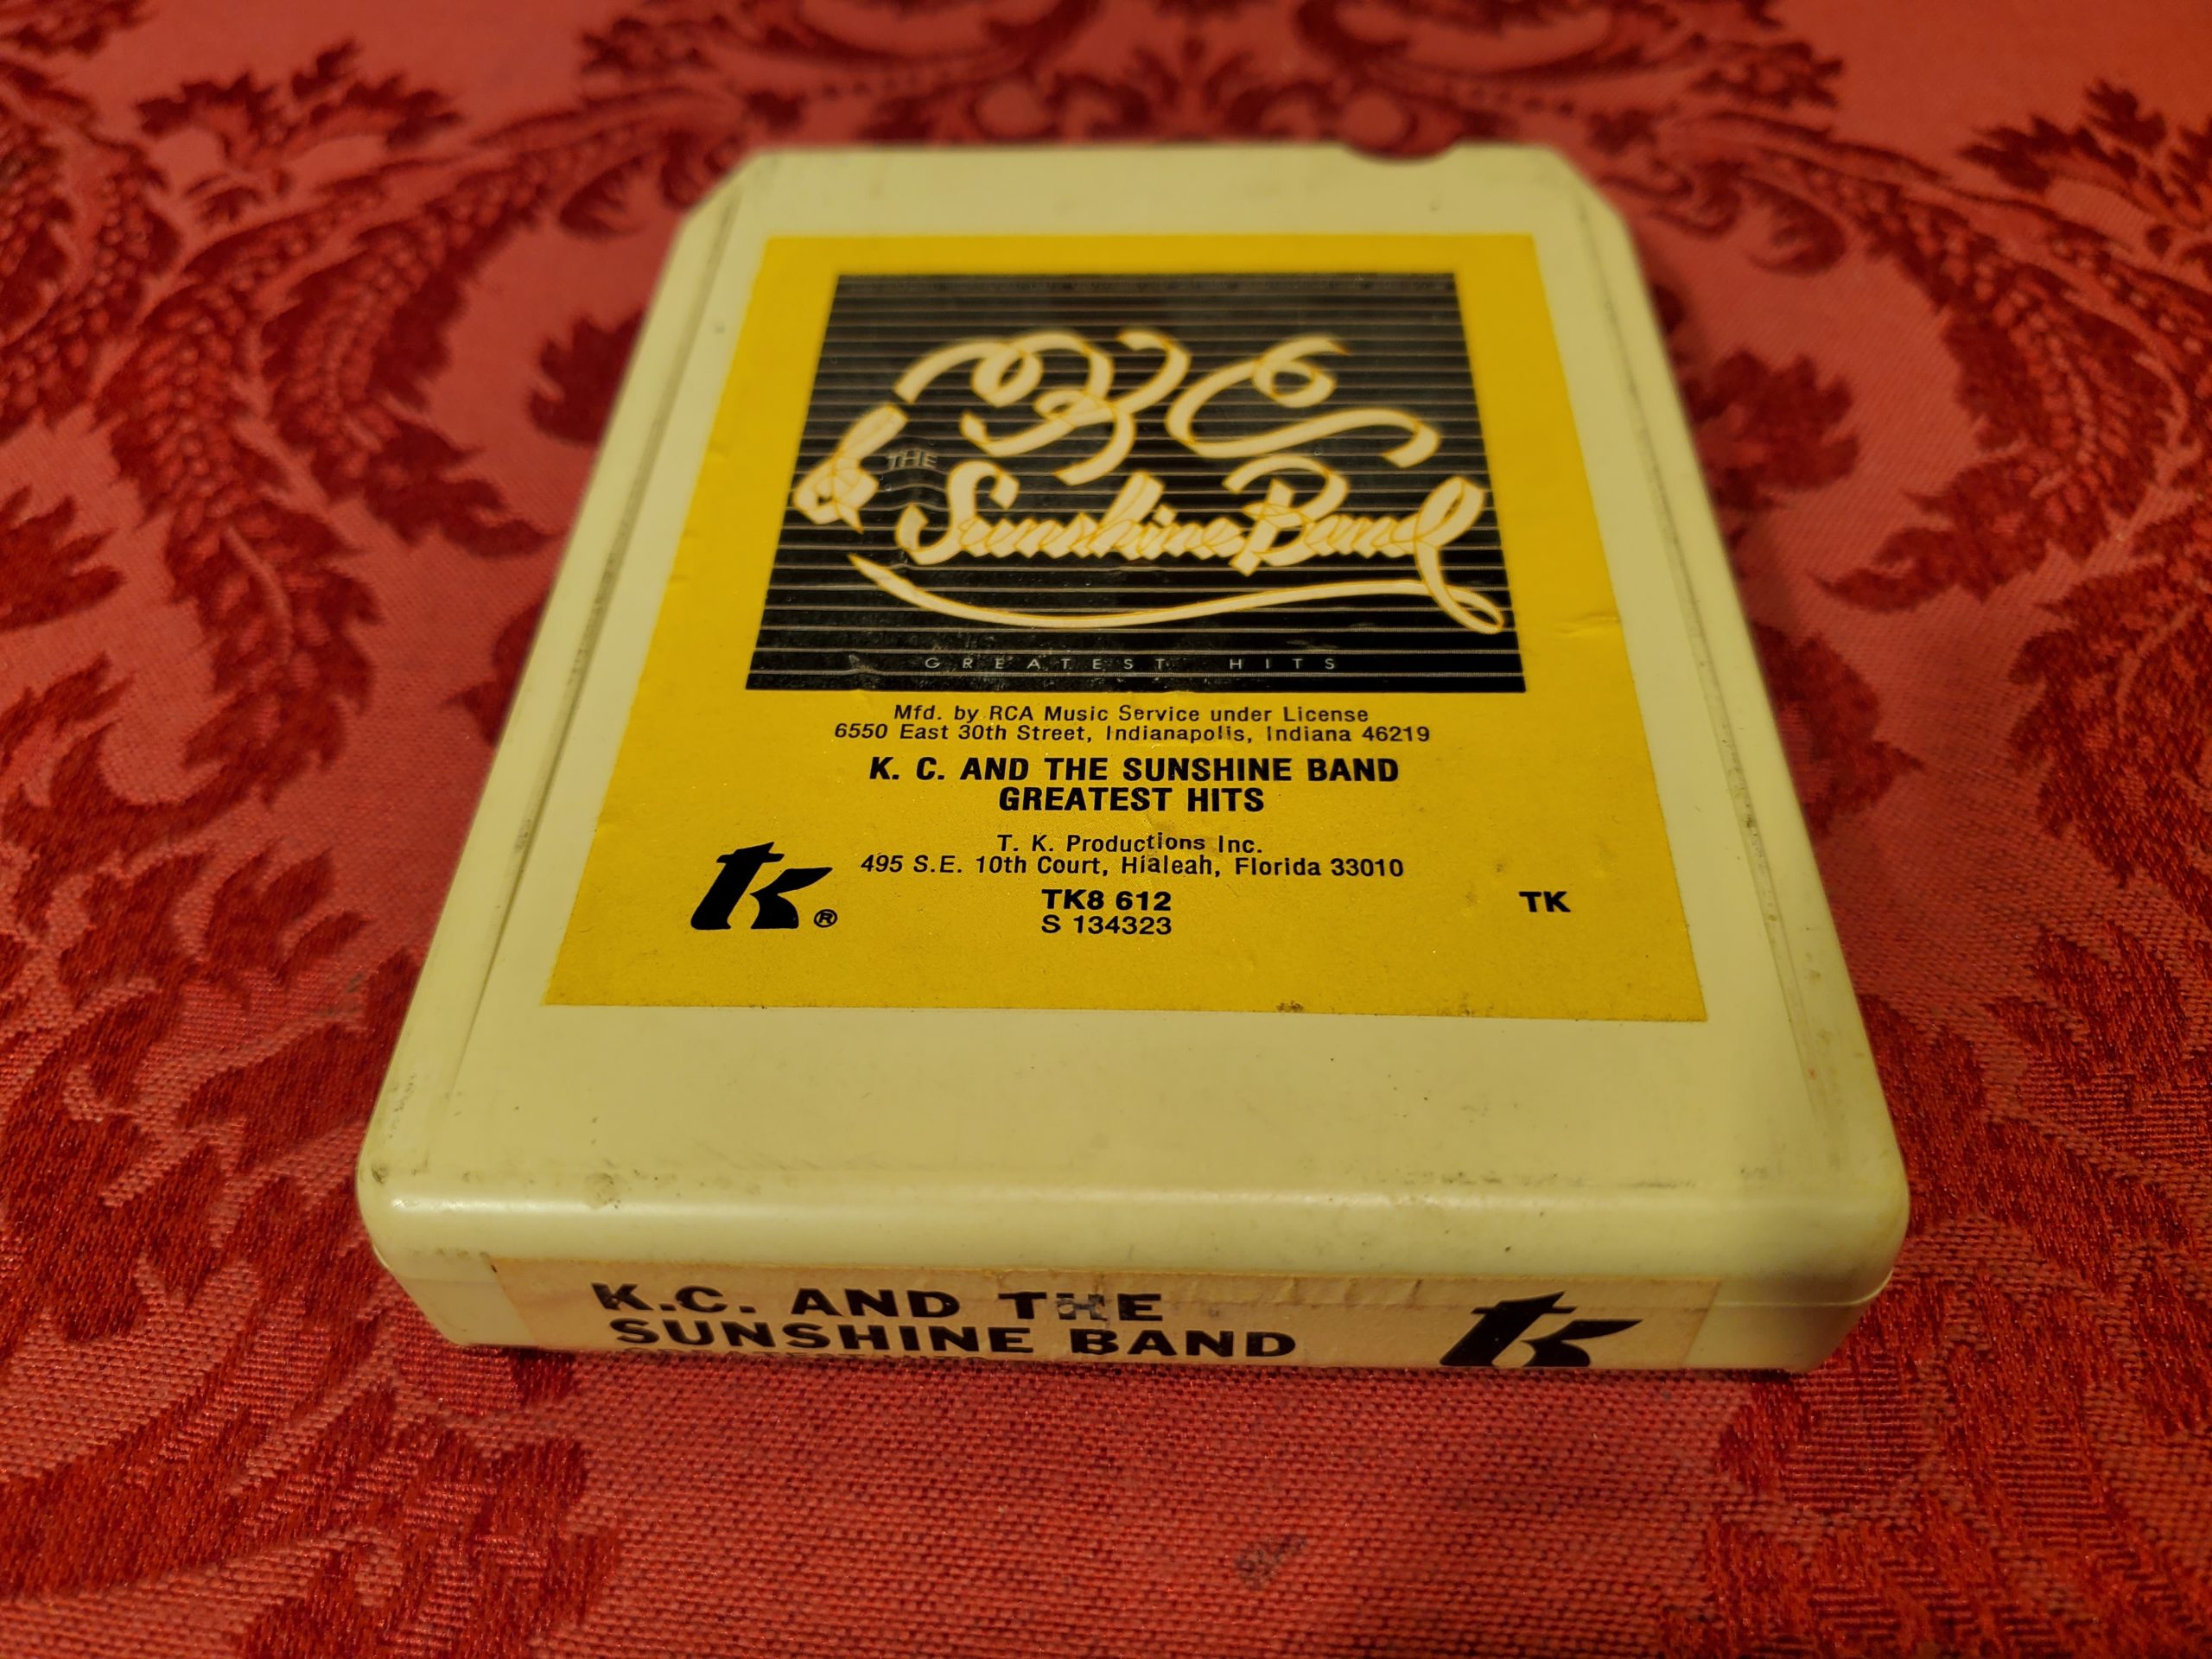 KC
& THE Sunshine Band
GREATEST HITS
Mfd. by RCA Music Service under License
6550 East 30th Street, Indianapolis, Indiana 46219
K. C. AND THE SUNSHINE BAND
GREATEST HITS
T. K. Productions Inc.
495 S.E. 10th Court, Hialeah, Florida 33010
tk ®
TK8 612
TK
S 134323
K.C. AND THE
SUNSHINE BAND
tk